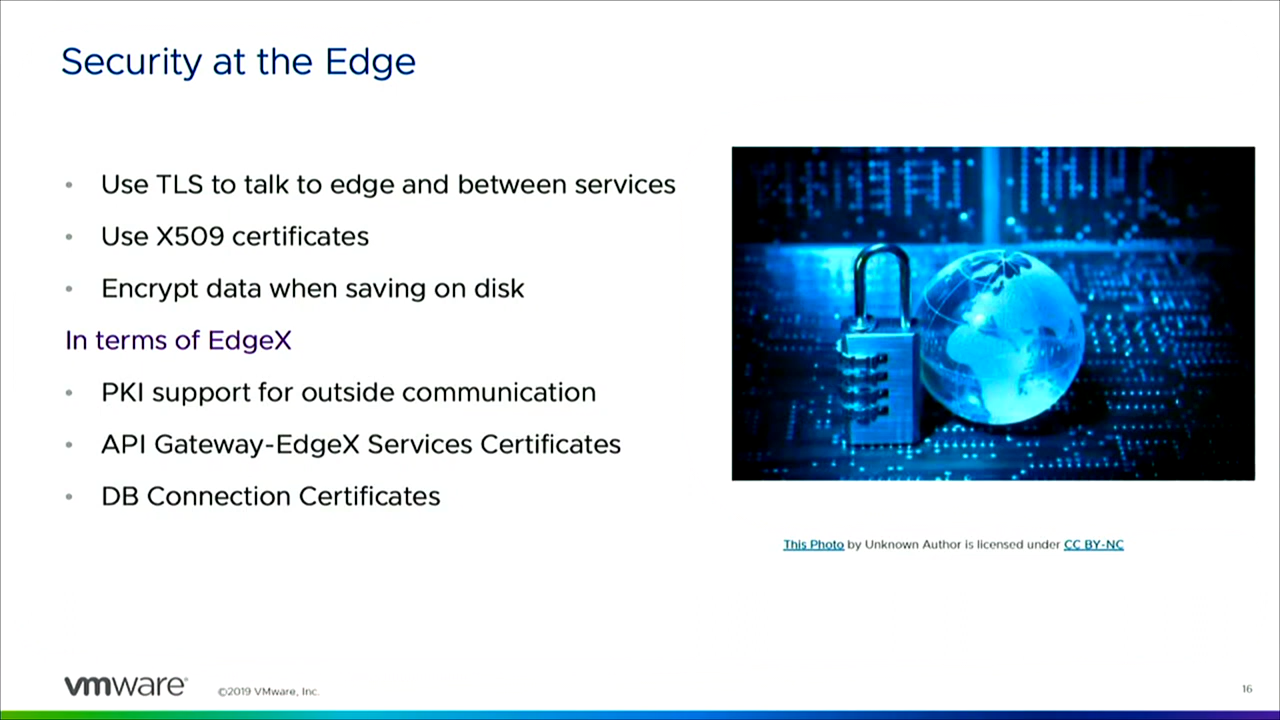 Security at the Edge
• Use TLS to talk to edge and between services
• Use X509 certificates
• Encrypt data when saving on disk
In terms of EdgeX
• PKI support for outside communication
• API Gateway-EdgeX Services Certificates
• DB Connection Certificates
This Photo by Unknown Author is licensed under CC BY-NC
vmware
©2019 VMware, Inc.
16